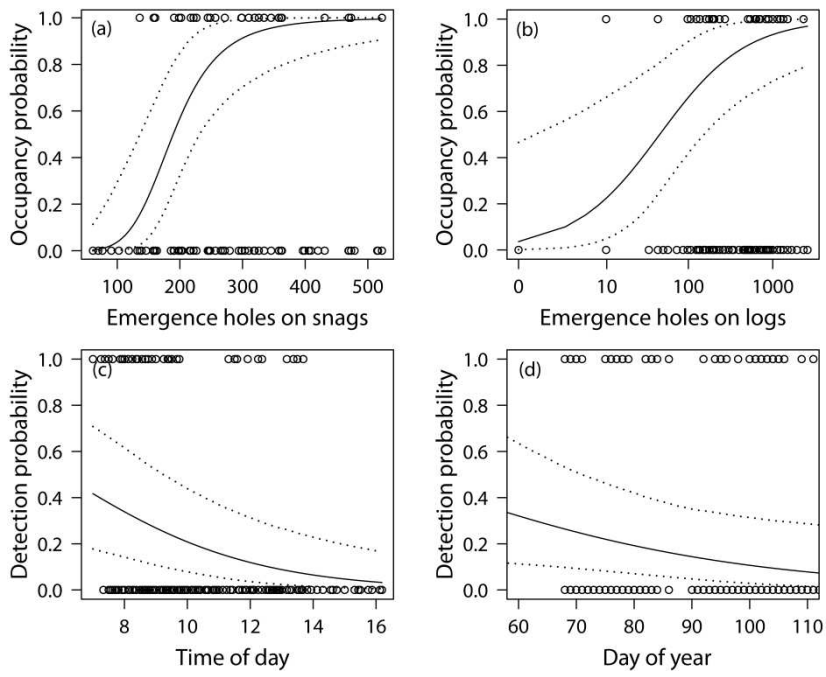 (a)
Occupancy probability
1.0
0.8
0.6
0.4
0.2
0.0
100 200 300 400 500
Emergence holes on snags
(b)
Occupancy probability
1.0
0.8
0.6
0.4
0.2
0.0
0 10 100 1000
Emergence holes on logs
(c)
Detection probability
1.0
0.8
0.6
0.4
0.2
0.0
8 10 12 14 16
Time of day
(d)
Detection probability
1.0
0.8
0.6
0.4
0.2
0.0
60 70 80 90 100 110
Day of year